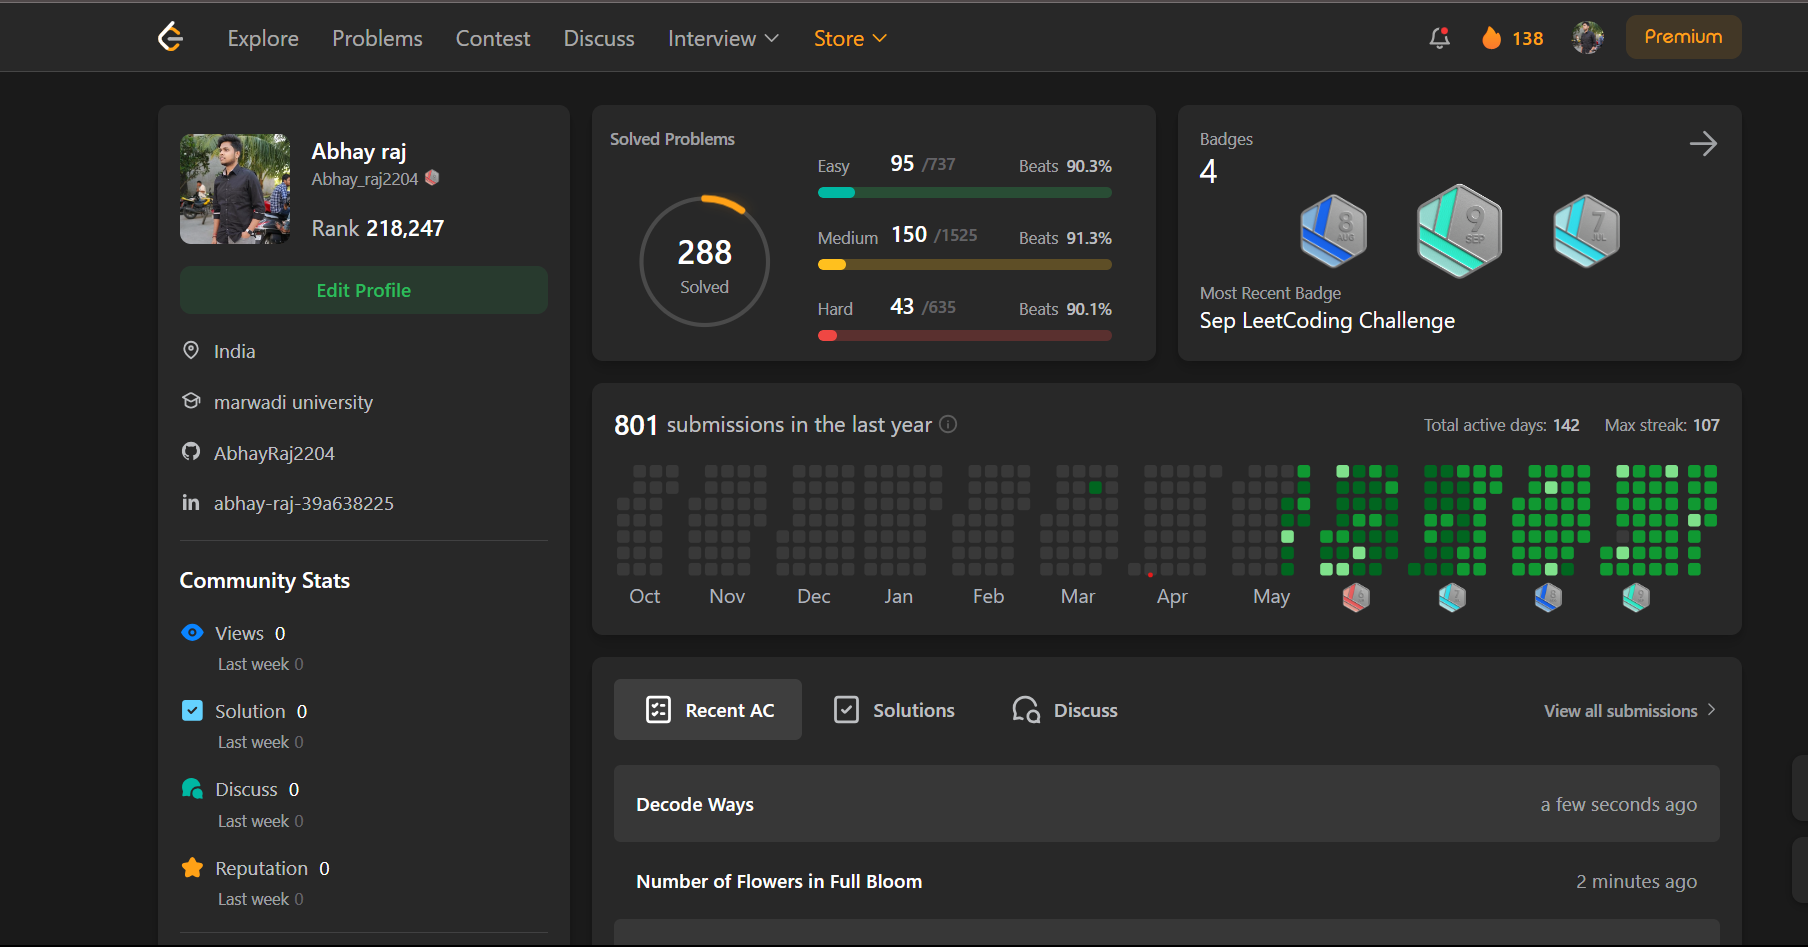 Explore Problems Contest Discuss Interview Store 138 Premium
Abhay raj
Abhay_raj2204
Rank 218,247
Edit Profile
India
marwadi university
AbhayRaj2204
abhay-raj-39a638225
Community Stats
Views 0
Last week 0
Solution 0
Last week 0
Discuss 0
Last week 0
Reputation 0
Last week 0
Solved Problems
288
Solved
Easy 95 /737 Beats 90.3%
Medium 150 /1525 Beats 91.3%
Hard 43 /635 Beats 90.1%
Badges
4
8 AUG
9 SEP
7 JUL
Most Recent Badge
Sep LeetCoding Challenge
801 submissions in the last year Total active days: 142 Max streak: 107
Oct Nov Dec Jan Feb Mar Apr May
Recent AC Solutions Discuss View all submissions
Decode Ways a few seconds ago
Number of Flowers in Full Bloom 2 minutes ago